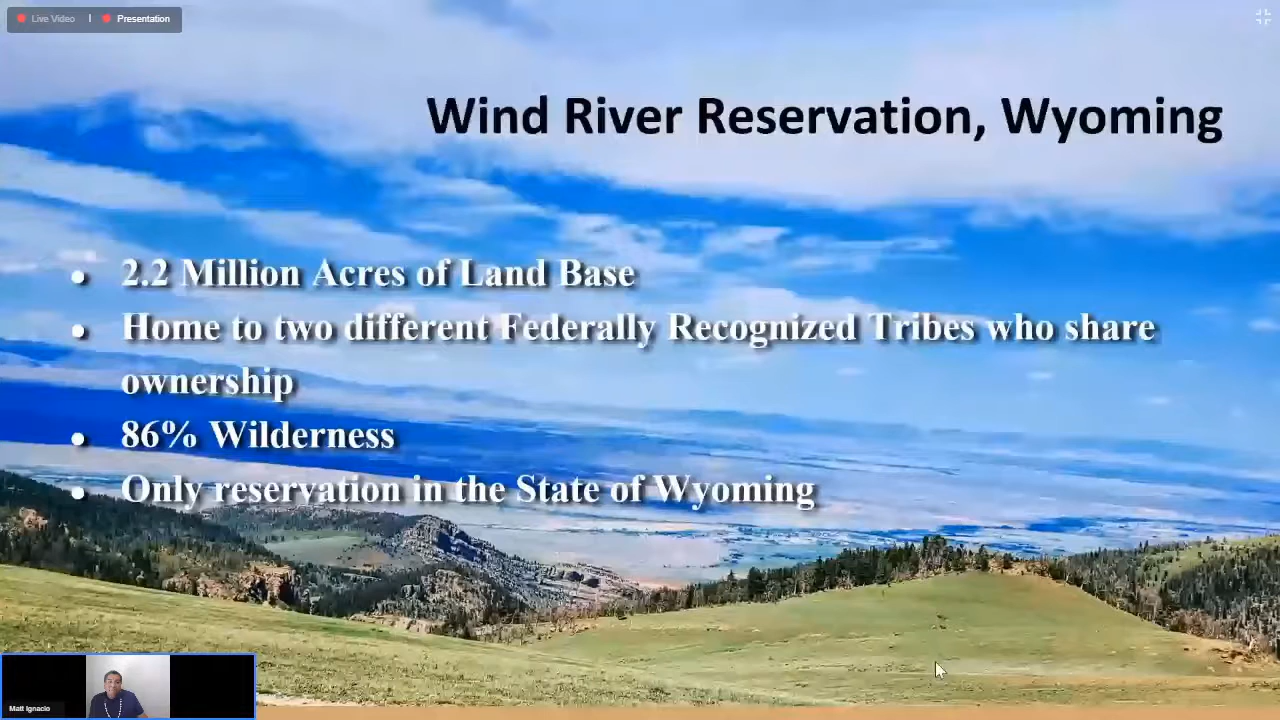 Live Video | Presentation
Wind River Reservation, Wyoming
• 2.2 Million Acres of Land Base
• Home to two different Federally Recognized Tribes who share
ownership
• 86% Wilderness
• Only reservation in the State of Wyoming
Matt Ignacio